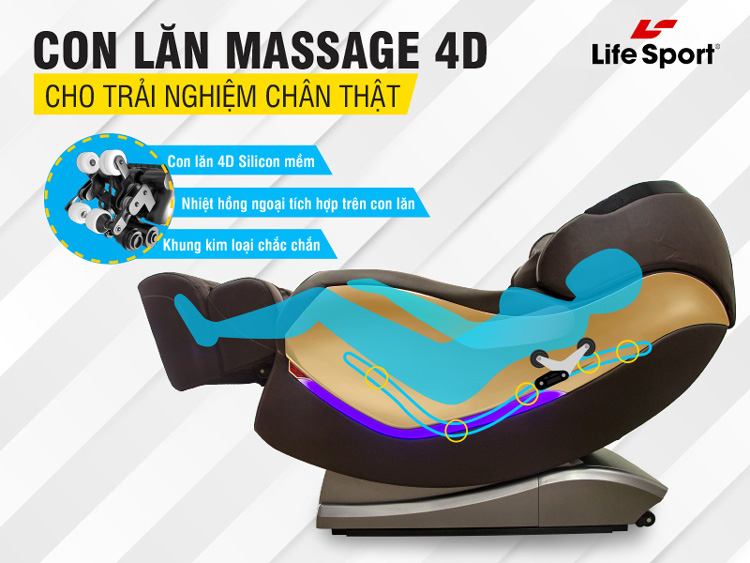 CON LĂN MASSAGE 4D
CHO TRẢI NGHIỆM CHÂN THẬT
Life Sport®
Con lăn 4D Silicon mềm
Nhiệt hồng ngoại tích hợp trên con lăn
Khung kim loại chắc chắn